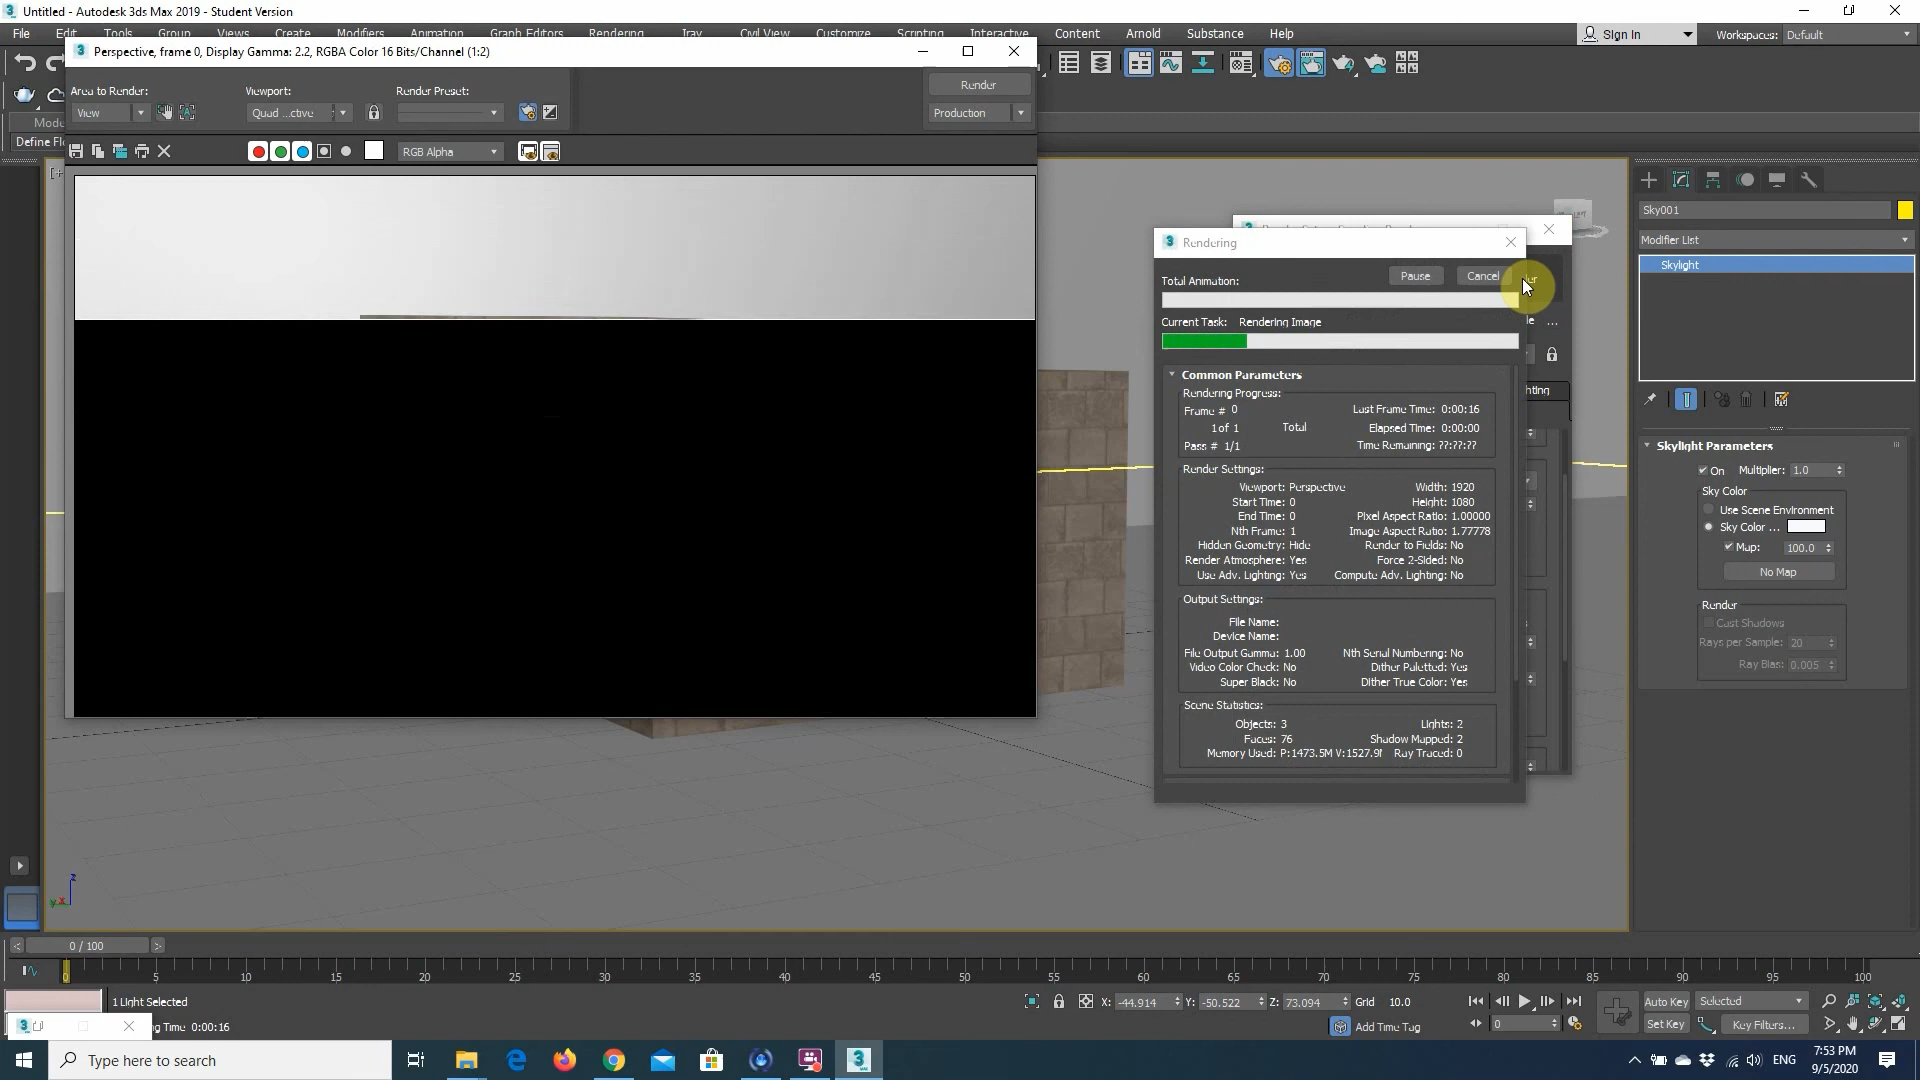 Untitled - Autodesk 3ds Max 2019 - Student Version
File Edit Tools Group Views Create Modifiers Animation Graph Editors Rendering Iray Civil View Customize Scripting Interactive Content Arnold Substance Help
Sign In
Workspaces: Default
Perspective, frame 0, Display Gamma: 2.2, RGBA Color 16 Bits/Channel (1:2)
Area to Render:
View
Viewport:
Quad ...ctive
Render Preset:
Render
Production
RGB Alpha
Define Flo
Rendering
Total Animation:
Pause
Cancel
Current Task: Rendering Image
Common Parameters
Rendering Progress:
Frame # 0
Last Frame Time: 0:00:16
1 of 1
Total
Elapsed Time: 0:00:00
Pass # 1/1
Time Remaining: ??:??:??
Render Settings:
Viewport: Perspective
Width: 1920
Start Time: 0
Height: 1080
End Time: 0
Pixel Aspect Ratio: 1.00000
Nth Frame: 1
Image Aspect Ratio: 1.77778
Hidden Geometry: Hide
Render to Fields: No
Render Atmosphere: Yes
Force 2-Sided: No
Use Adv. Lighting: Yes
Compute Adv. Lighting: No
Output Settings:
File Name:
Device Name:
File Output Gamma: 1.00
Nth Serial Numbering: No
Video Color Check: No
Dither Paletted: Yes
Super Black: No
Dither True Color: Yes
Scene Statistics:
Objects: 3
Lights: 2
Faces: 76
Shadow Mapped: 2
Memory Used: P:1473.5M V:1527.9M
Ray Traced: 0
Sky001
Modifier List
Skylight
Skylight Parameters
On
Multiplier: 1.0
Sky Color
Use Scene Environment
Sky Color ...
Map: 100.0
No Map
Render
Cast Shadows
Rays per Sample: 20
Ray Bias: 0.005
0 / 100
0 5 10 15 20 25 30 35 40 45 50 55 60 65 70 75 80 85 90 95 100
1 Light Selected
ng Time 0:00:16
X: -44.914 Y: -50.522 Z: 73.094 Grid 10.0
Add Time Tag
0
Auto Key
Selected
Set Key
Key Filters...
Type here to search
ENG
7:53 PM
9/5/2020